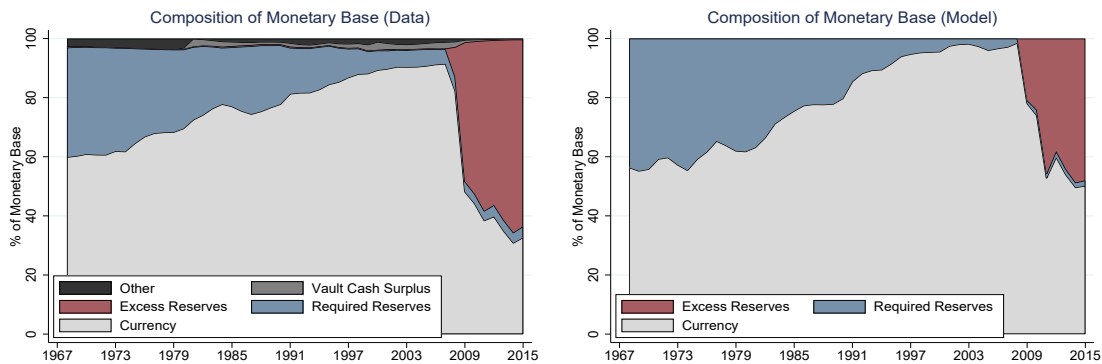 Composition of Monetary Base (Data)
% of Monetary Base
100
80
60
40
20
0
Other
Vault Cash Surplus
Excess Reserves
Required Reserves
Currency
1967 1973 1979 1985 1991 1997 2003 2009 2015
Composition of Monetary Base (Model)
% of Monetary Base
100
80
60
40
20
0
Excess Reserves
Required Reserves
Currency
1967 1973 1979 1985 1991 1997 2003 2009 2015